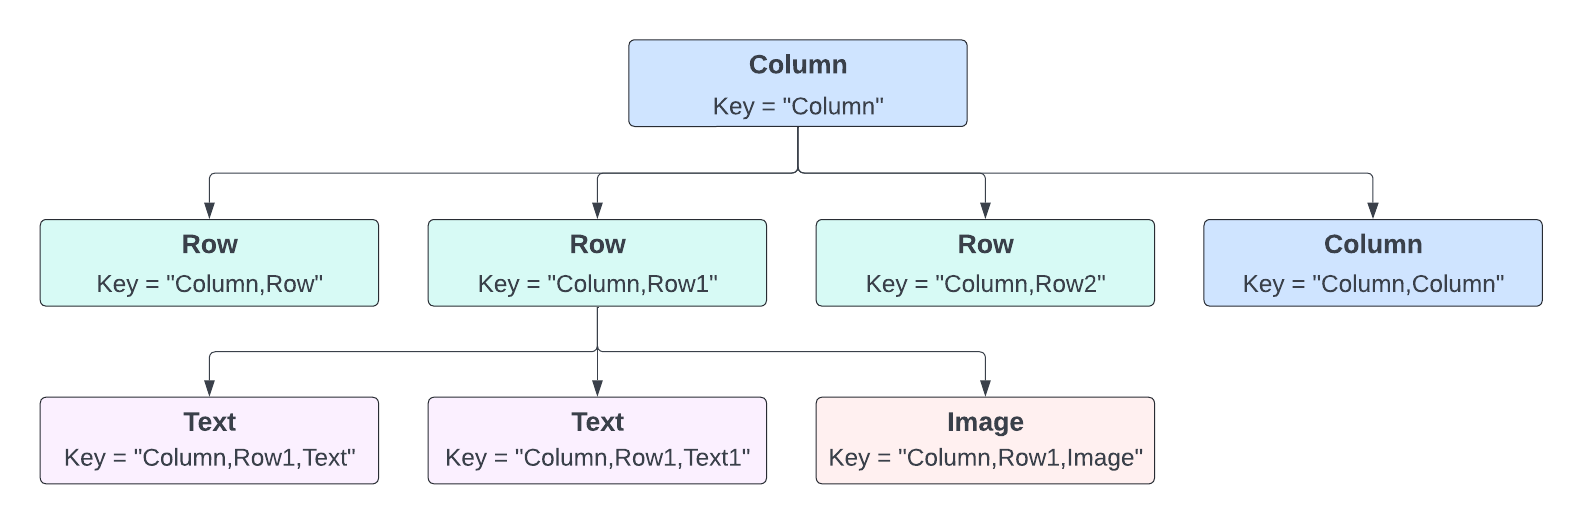 Column
Key = "Column"
Row
Key = "Column,Row"
Row
Key = "Column,Row1"
Row
Key = "Column,Row2"
Column
Key = "Column,Column"
Text
Key = "Column,Row1,Text"
Text
Key = "Column,Row1,Text1"
Image
Key = "Column,Row1,Image"